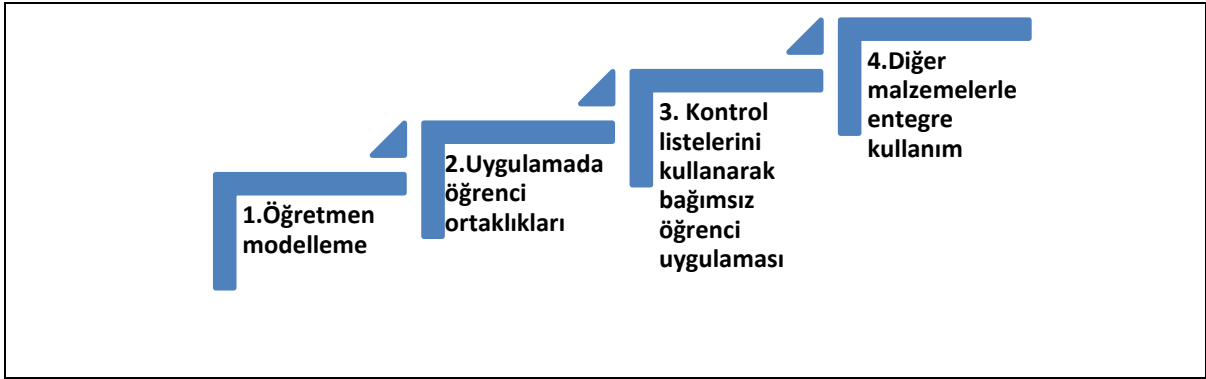 1.Öğretmen
modelleme
2.Uygulamada
öğrenci
ortaklıkları
3. Kontrol
listelerini
kullanarak
bağımsız
öğrenci
uygulaması
4.Diğer
malzemelerle
entegre
kullanım